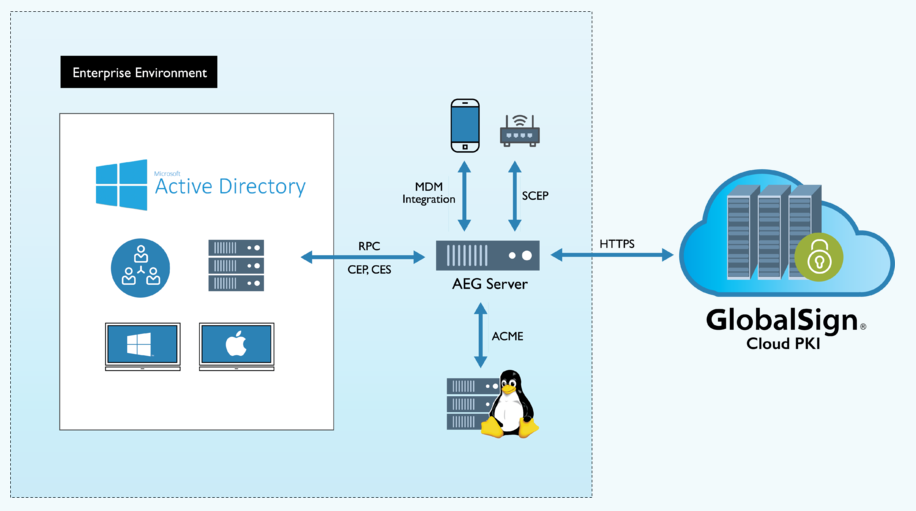 Enterprise Environment
Microsoft
Active Directory
MDM
Integration
SCEP
RPC
CEP, CES
HTTPS
AEG Server
ACME
GlobalSign®
Cloud PKI